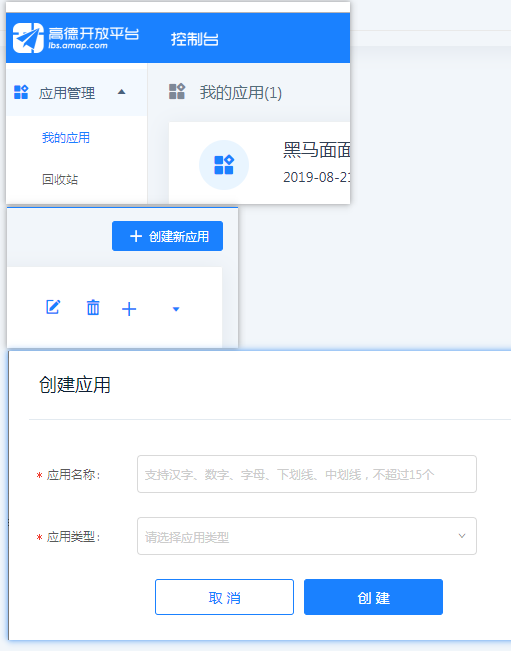 高德开放平台 控制台
lbs.amap.com
应用管理
我的应用(1)
我的应用
回收站
黑马面面
2019-08-21
创建新应用
创建应用
* 应用名称：
支持汉字、数字、字母、下划线、中划线，不超过15个
* 应用类型：
请选择应用类型
取 消
创 建